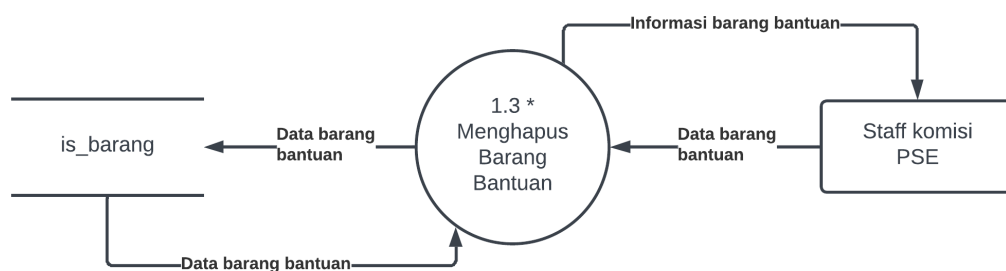 Informasi barang bantuan
is_barang
Data barang
bantuan
1.3 *
Menghapus
Barang
Bantuan
Data barang
bantuan
Staff komisi
PSE
Data barang bantuan